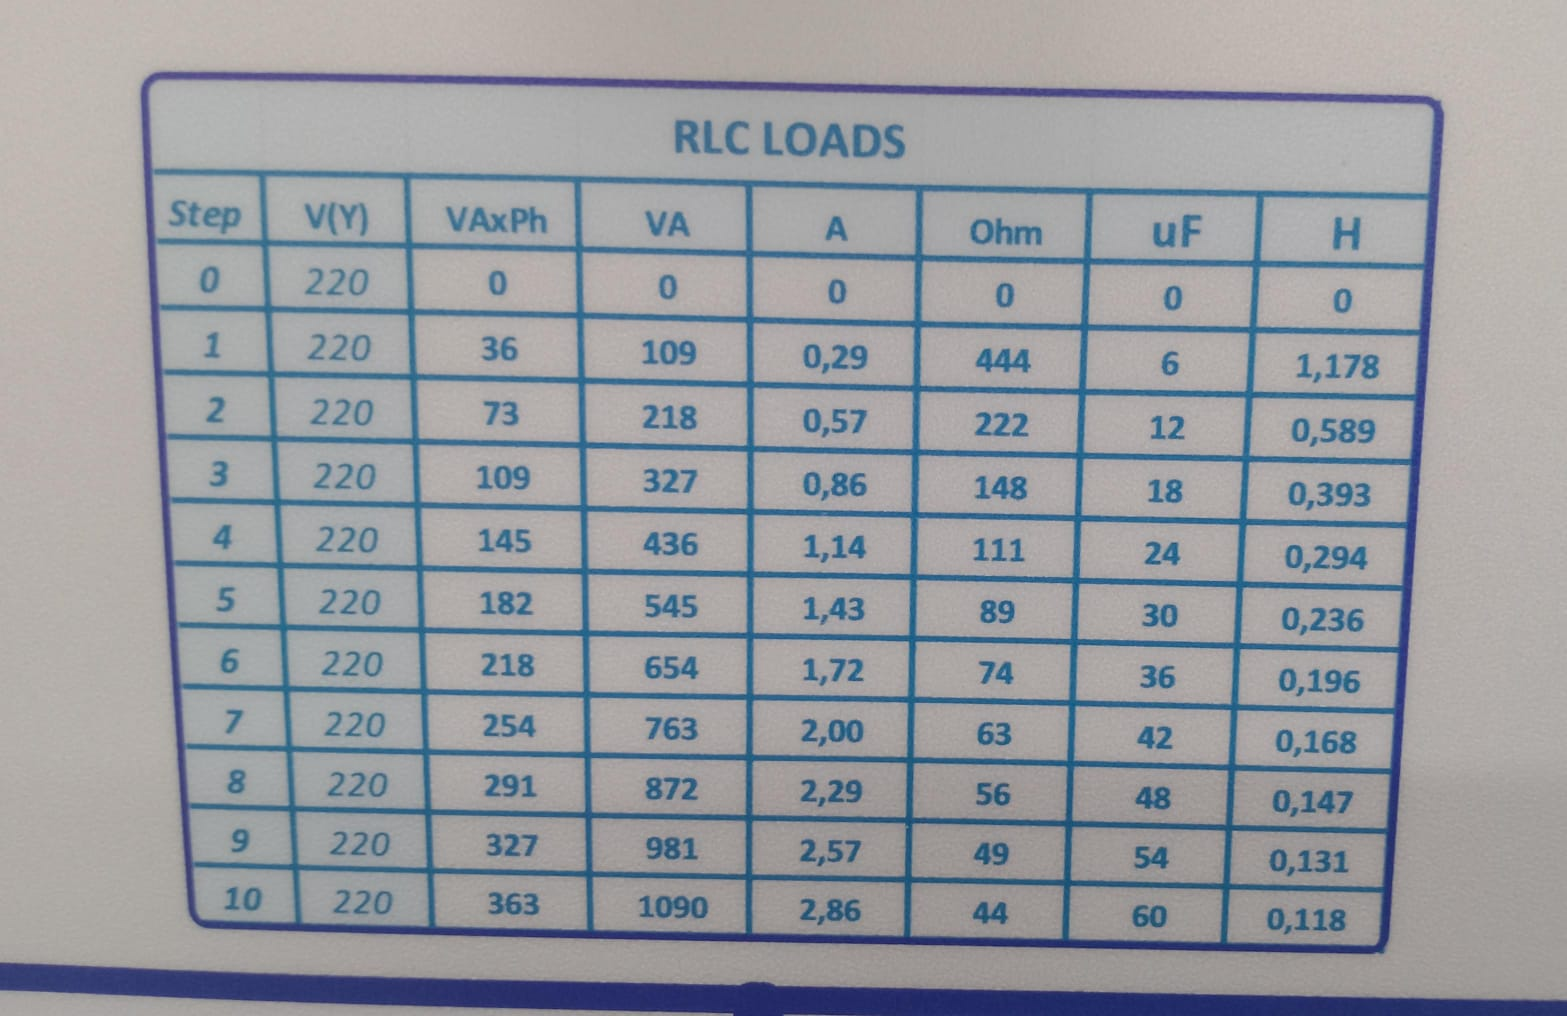 RLC LOADS
Step V(Y) VAxPh VA A Ohm uF H
0 220 0 0 0 0 0 0
1 220 36 109 0,29 444 6 1,178
2 220 73 218 0,57 222 12 0,589
3 220 109 327 0,86 148 18 0,393
4 220 145 436 1,14 111 24 0,294
5 220 182 545 1,43 89 30 0,236
6 220 218 654 1,72 74 36 0,196
7 220 254 763 2,00 63 42 0,168
8 220 291 872 2,29 56 48 0,147
9 220 327 981 2,57 49 54 0,131
10 220 363 1090 2,86 44 60 0,118